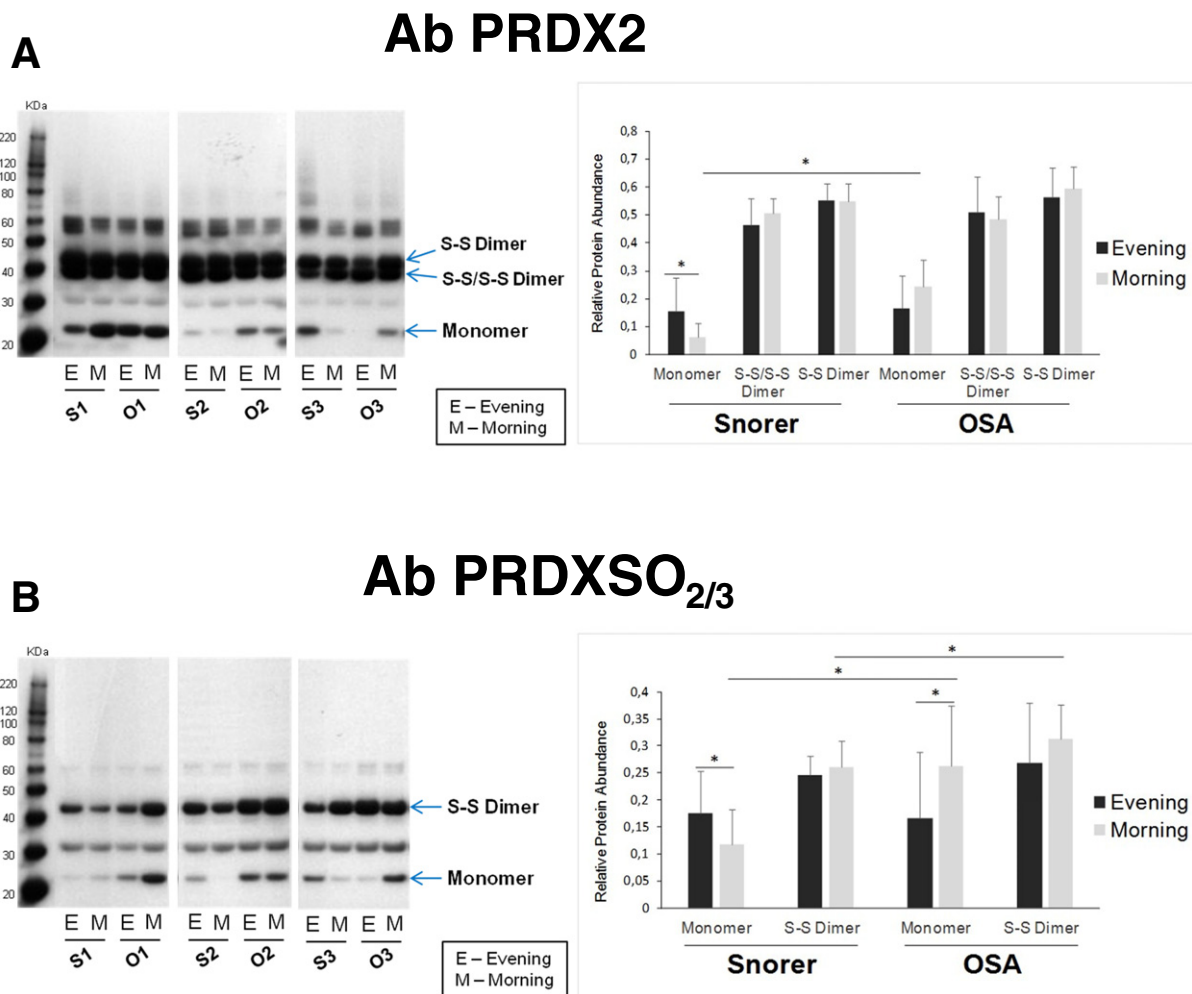 Ab PRDX2
A
KDa
220
120
100
80
60
50
40
30
20
S-S Dimer
S-S/S-S Dimer
Monomer
E M E M E M E M E M E M
S1 O1 S2 O2 S3 O3
E – Evening
M – Morning
Relative Protein Abundance
0,8
0,7
0,6
0,5
0,4
0,3
0,2
0,1
0
* *
Monomer S-S/S-S Dimer S-S Dimer Monomer S-S/S-S Dimer S-S Dimer
Snorer OSA
Evening
Morning
Ab PRDXSO2/3
B
KDa
220
120
100
80
60
50
40
30
20
S-S Dimer
Monomer
E M E M E M E M E M E M
S1 O1 S2 O2 S3 O3
E – Evening
M – Morning
Relative Protein Abundance
0,4
0,35
0,3
0,25
0,2
0,15
0,1
0,05
0
* * * *
Monomer S-S Dimer Monomer S-S Dimer
Snorer OSA
Evening
Morning